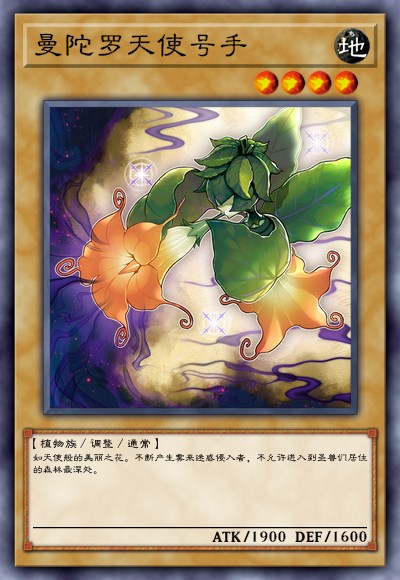 曼陀罗天使号手
地
【植物族／调整／通常】
如天使般的美丽之花。不断产生雾来迷惑侵入者，不允许进入到圣兽们居住
的森林最深处。
ATK/1900 DEF/1600